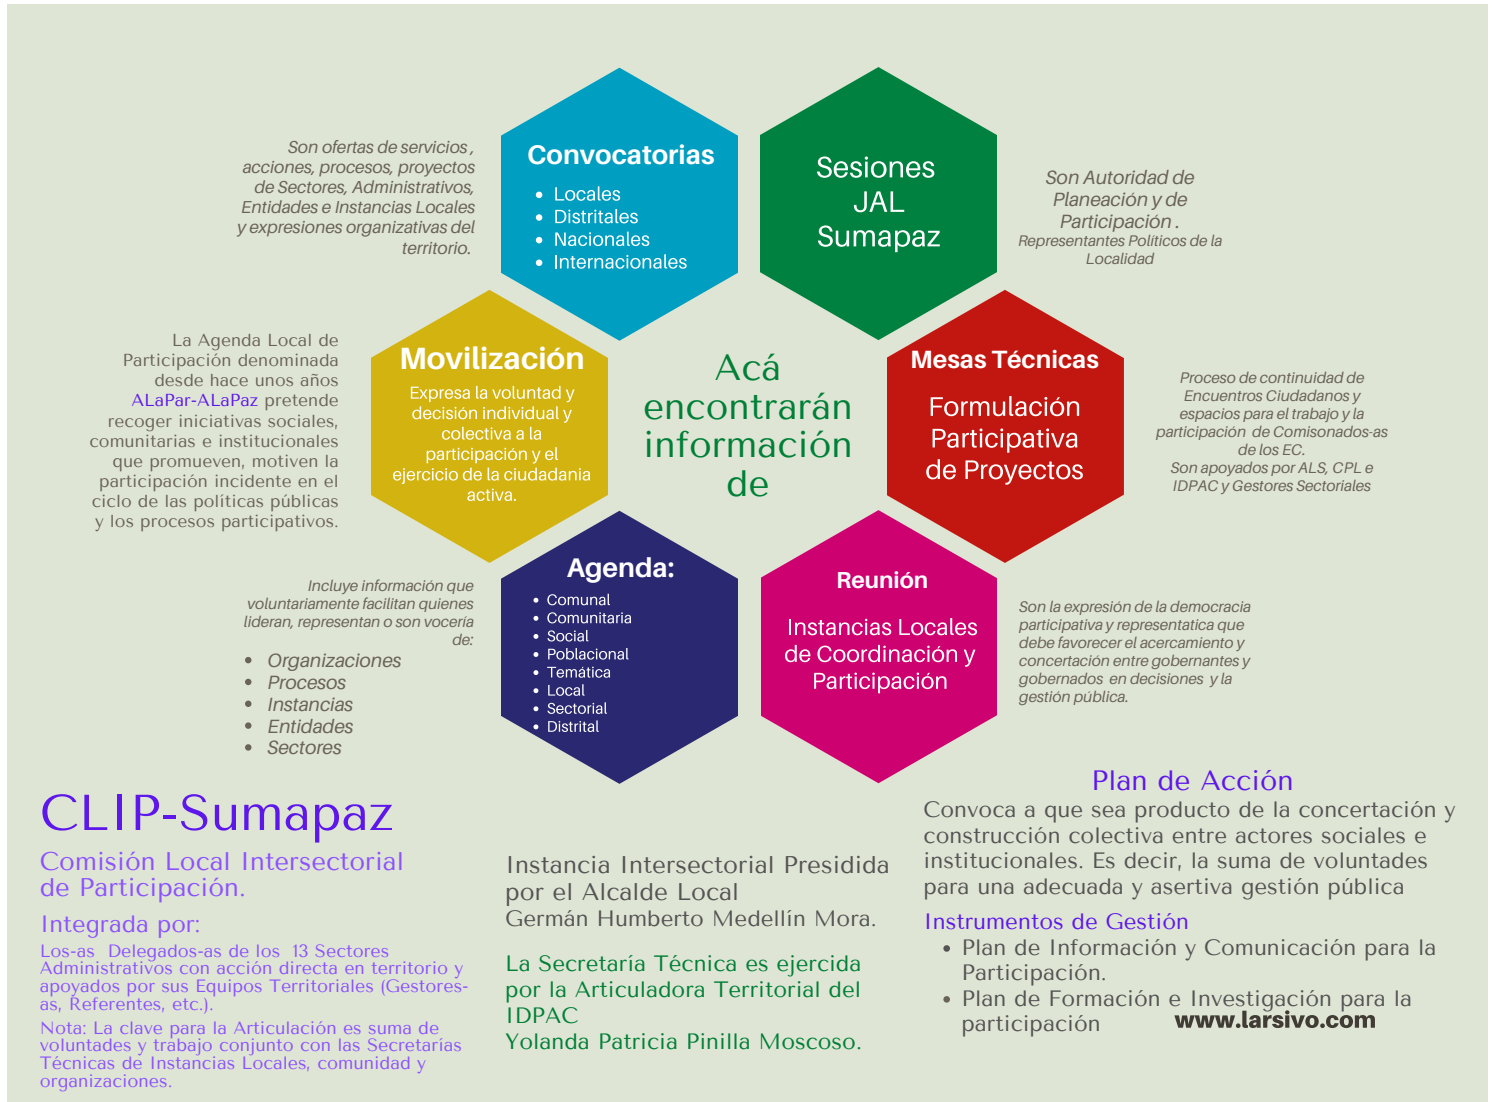 Son ofertas de servicios ,
acciones, procesos, proyectos
de Sectores, Administrativos,
Entidades e Instancias Locales
y expresiones organizativas del
territorio.
Convocatorias
• Locales
• Distritales
• Nacionales
• Internacionales
Sesiones
JAL
Sumapaz
Son Autoridad de
Planeación y de
Participación .
Representantes Políticos de la
Localidad
La Agenda Local de
Participación denominada
desde hace unos años
ALaPar-ALaPaz pretende
recoger iniciativas sociales,
comunitarias e institucionales
que promueven, motiven la
participación incidente en el
ciclo de las políticas públicas
y los procesos participativos.
Movilización
Expresa la voluntad y
decisión individual y
colectiva a la
participación y el
ejercicio de la ciudadania
activa.
Acá
encontrarán
información
de
Mesas Técnicas
Formulación
Participativa
de Proyectos
Proceso de continuidad de
Encuentros Ciudadanos y
espacios para el trabajo y la
participación de Comisonados-as
de los EC.
Son apoyados por ALS, CPL e
IDPAC y Gestores Sectoriales
Incluye información que
voluntariamente facilitan quienes
lideran, representan o son vocería
de:
• Organizaciones
• Procesos
• Instancias
• Entidades
• Sectores
Agenda:
• Comunal
• Comunitaria
• Social
• Poblacional
• Temática
• Local
• Sectorial
• Distrital
Reunión
Instancias Locales
de Coordinación y
Participación
Son la expresión de la democracia
participativa y representatica que
debe favorecer el acercamiento y
concertación entre gobernantes y
gobernados en decisiones y la
gestión pública.
CLIP-Sumapaz
Comisión Local Intersectorial
de Participación.
Integrada por:
Los-as Delegados-as de los 13 Sectores
Administrativos con acción directa en territorio y
apoyados por sus Equipos Territoriales (Gestores-
as, Referentes, etc.).
Nota: La clave para la Articulación es suma de
voluntades y trabajo conjunto con las Secretarías
Técnicas de Instancias Locales, comunidad y
organizaciones.
Instancia Intersectorial Presidida
por el Alcalde Local
Germán Humberto Medellín Mora.
La Secretaría Técnica es ejercida
por la Articuladora Territorial del
IDPAC
Yolanda Patricia Pinilla Moscoso.
Plan de Acción
Convoca a que sea producto de la concertación y
construcción colectiva entre actores sociales e
institucionales. Es decir, la suma de voluntades
para una adecuada y asertiva gestión pública
Instrumentos de Gestión
• Plan de Información y Comunicación para la
Participación.
• Plan de Formación e Investigación para la
participación
www.larsivo.com